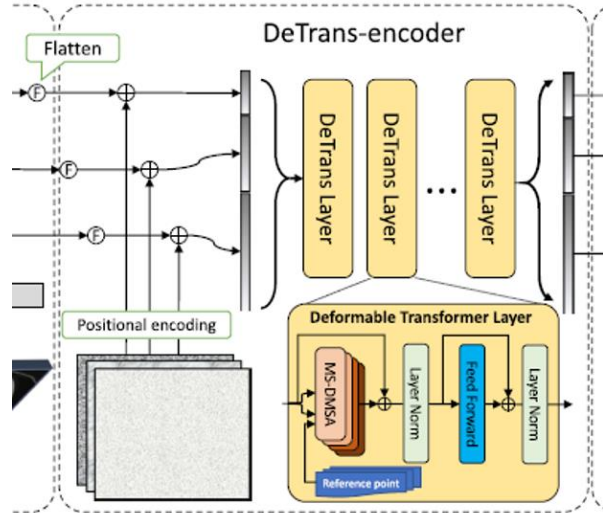 DeTrans-encoder
Flatten
F
F
F
DeTrans Layer
DeTrans Layer
...
DeTrans Layer
Positional encoding
Deformable Transformer Layer
MS-DMSA
Layer Norm
Feed Forward
Layer Norm
Reference point